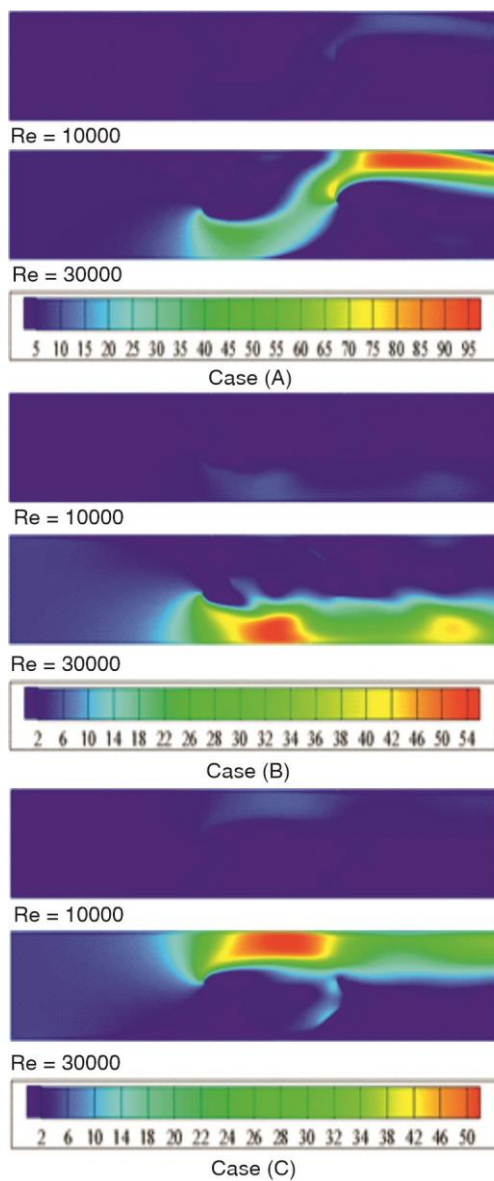 Re = 10000
Re = 30000
5 10 15 20 25 30 35 40 45 50 55 60 65 70 75 80 85 90 95
Case (A)
Re = 10000
Re = 30000
2 6 10 14 18 22 26 28 30 32 34 36 38 40 42 46 50 54
Case (B)
Re = 10000
Re = 30000
2 6 10 14 18 20 22 24 26 28 30 32 34 38 42 46 50
Case (C)